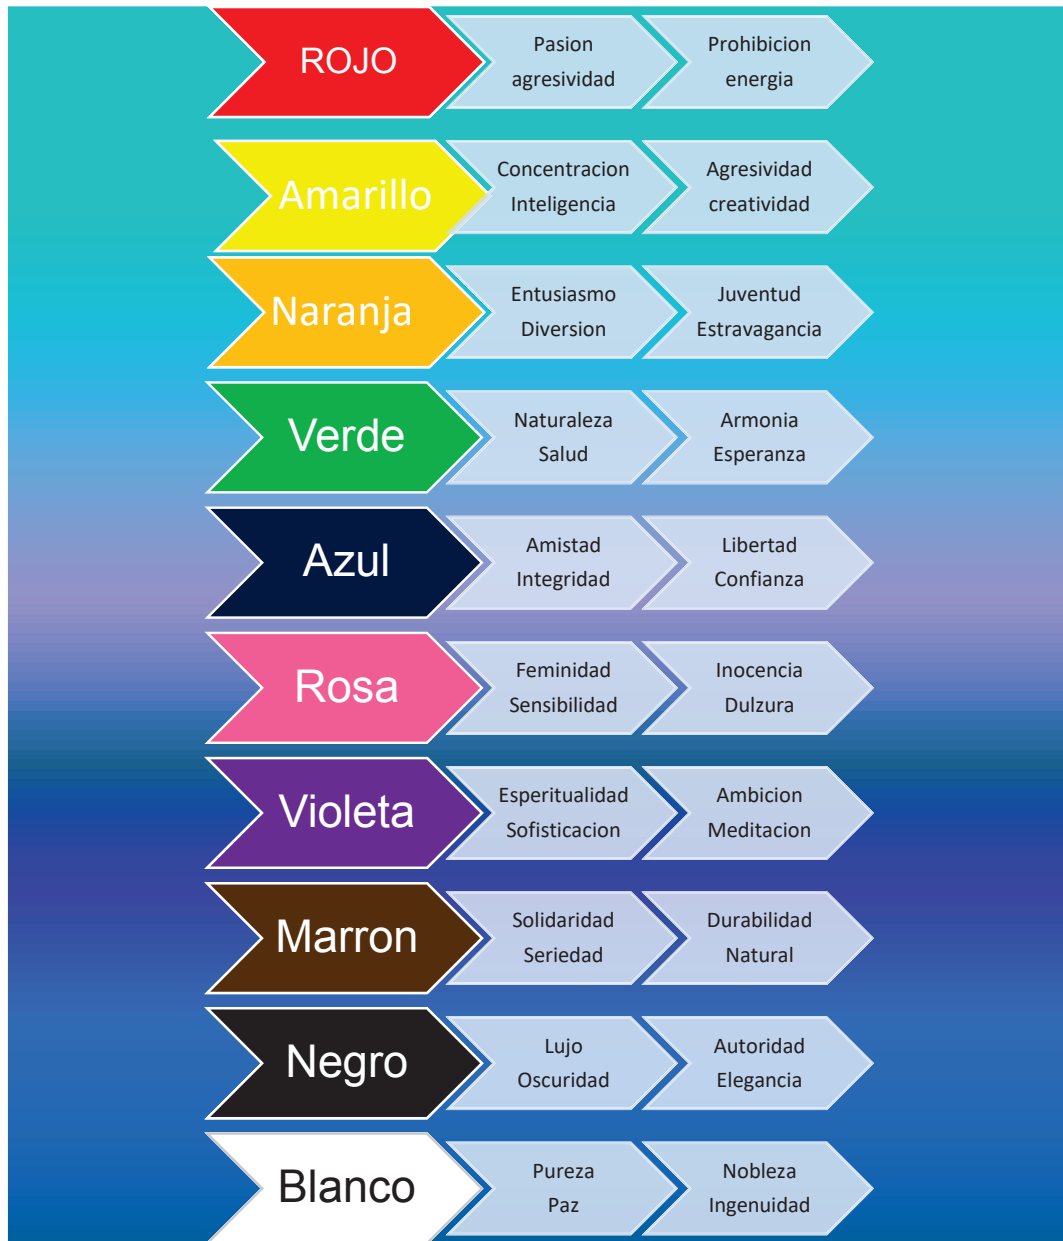 ROJO
Pasion
agresividad
Prohibicion
energia
Amarillo
Concentracion
Inteligencia
Agresividad
creatividad
Naranja
Entusiasmo
Diversion
Juventud
Estravagancia
Verde
Naturaleza
Salud
Armonia
Esperanza
Azul
Amistad
Integridad
Libertad
Confianza
Rosa
Feminidad
Sensibilidad
Inocencia
Dulzura
Violeta
Esperitualidad
Sofisticacion
Ambicion
Meditacion
Marron
Solidaridad
Seriedad
Durabilidad
Natural
Negro
Lujo
Oscuridad
Autoridad
Elegancia
Blanco
Pureza
Paz
Nobleza
Ingenuidad